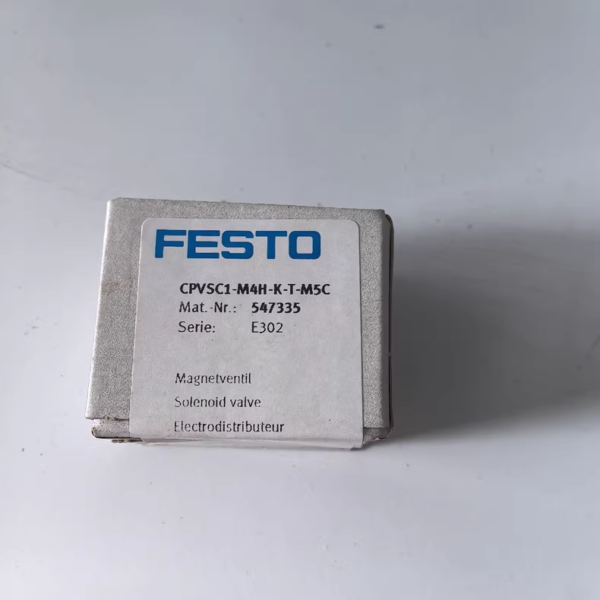 FESTO
CPVSC1-M4H-K-T-M5C
Mat.-Nr.: 547335
Serie: E302
Magnetventil
Solenoid valve
Electrodistributeur